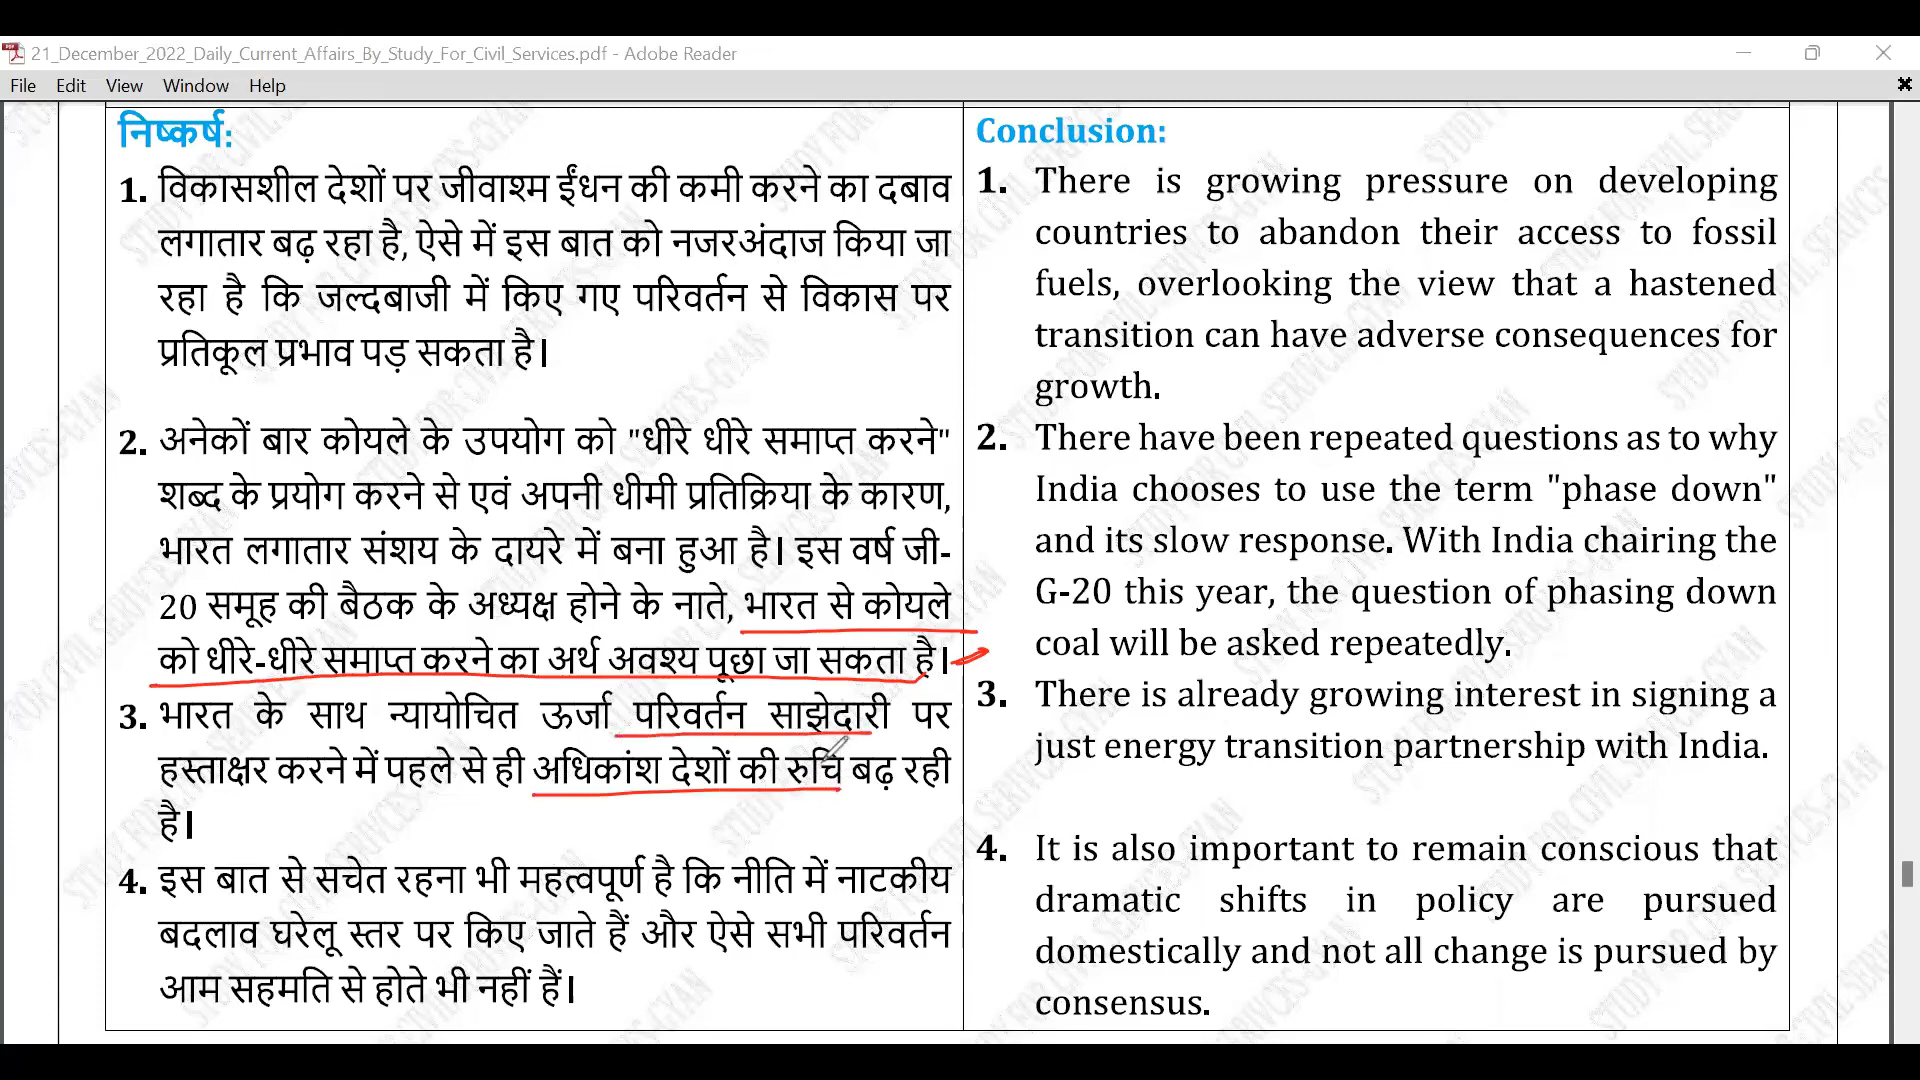 21_December_2022_Daily_Current_Affairs_By_Study_For_Civil_Services.pdf - Adobe Reader
File Edit View Window Help
निष्कर्ष:
1. विकासशील देशों पर जीवाश्म ईंधन की कमी करने का दबाव
लगातार बढ़ रहा है, ऐसे में इस बात को नजरअंदाज किया जा
रहा है कि जल्दबाजी में किए गए परिवर्तन से विकास पर
प्रतिकूल प्रभाव पड़ सकता है।
2. अनेकों बार कोयले के उपयोग को "धीरे धीरे समाप्त करने"
शब्द के प्रयोग करने से एवं अपनी धीमी प्रतिक्रिया के कारण,
भारत लगातार संशय के दायरे में बना हुआ है। इस वर्ष जी-
20 समूह की बैठक के अध्यक्ष होने के नाते, भारत से कोयले
को धीरे-धीरे समाप्त करने का अर्थ अवश्य पूछा जा सकता है।
3. भारत के साथ न्यायोचित ऊर्जा परिवर्तन साझेदारी पर
हस्ताक्षर करने में पहले से ही अधिकांश देशों की रुचि बढ़ रही
है।
4. इस बात से सचेत रहना भी महत्वपूर्ण है कि नीति में नाटकीय
बदलाव घरेलू स्तर पर किए जाते हैं और ऐसे सभी परिवर्तन
आम सहमति से होते भी नहीं हैं।
Conclusion:
1. There is growing pressure on developing
countries to abandon their access to fossil
fuels, overlooking the view that a hastened
transition can have adverse consequences for
growth.
2. There have been repeated questions as to why
India chooses to use the term "phase down"
and its slow response. With India chairing the
G-20 this year, the question of phasing down
coal will be asked repeatedly.
3. There is already growing interest in signing a
just energy transition partnership with India.
4. It is also important to remain conscious that
dramatic shifts in policy are pursued
domestically and not all change is pursued by
consensus.